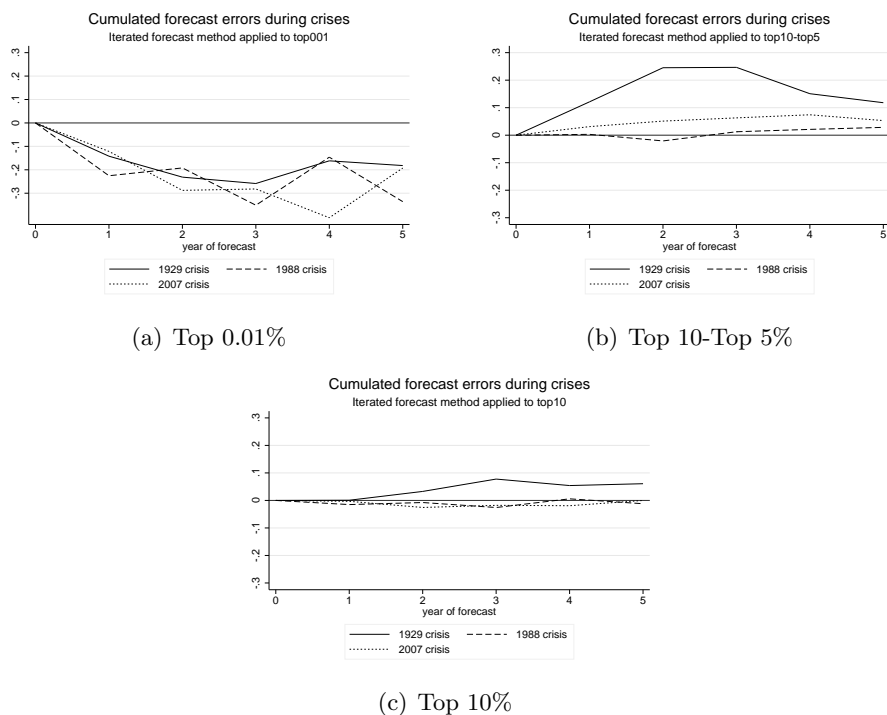 Cumulated forecast errors during crises
Iterated forecast method applied to top001
.3
.2
.1
0
-.1
-.2
-.3
0 1 2 3 4 5
year of forecast
1929 crisis 1988 crisis
2007 crisis
(a) Top 0.01%
Cumulated forecast errors during crises
Iterated forecast method applied to top10-top5
.3
.2
.1
0
-.1
-.2
-.3
0 1 2 3 4 5
year of forecast
1929 crisis 1988 crisis
2007 crisis
(b) Top 10-Top 5%
Cumulated forecast errors during crises
Iterated forecast method applied to top10
.3
.2
.1
0
-.1
-.2
-.3
0 1 2 3 4 5
year of forecast
1929 crisis 1988 crisis
2007 crisis
(c) Top 10%